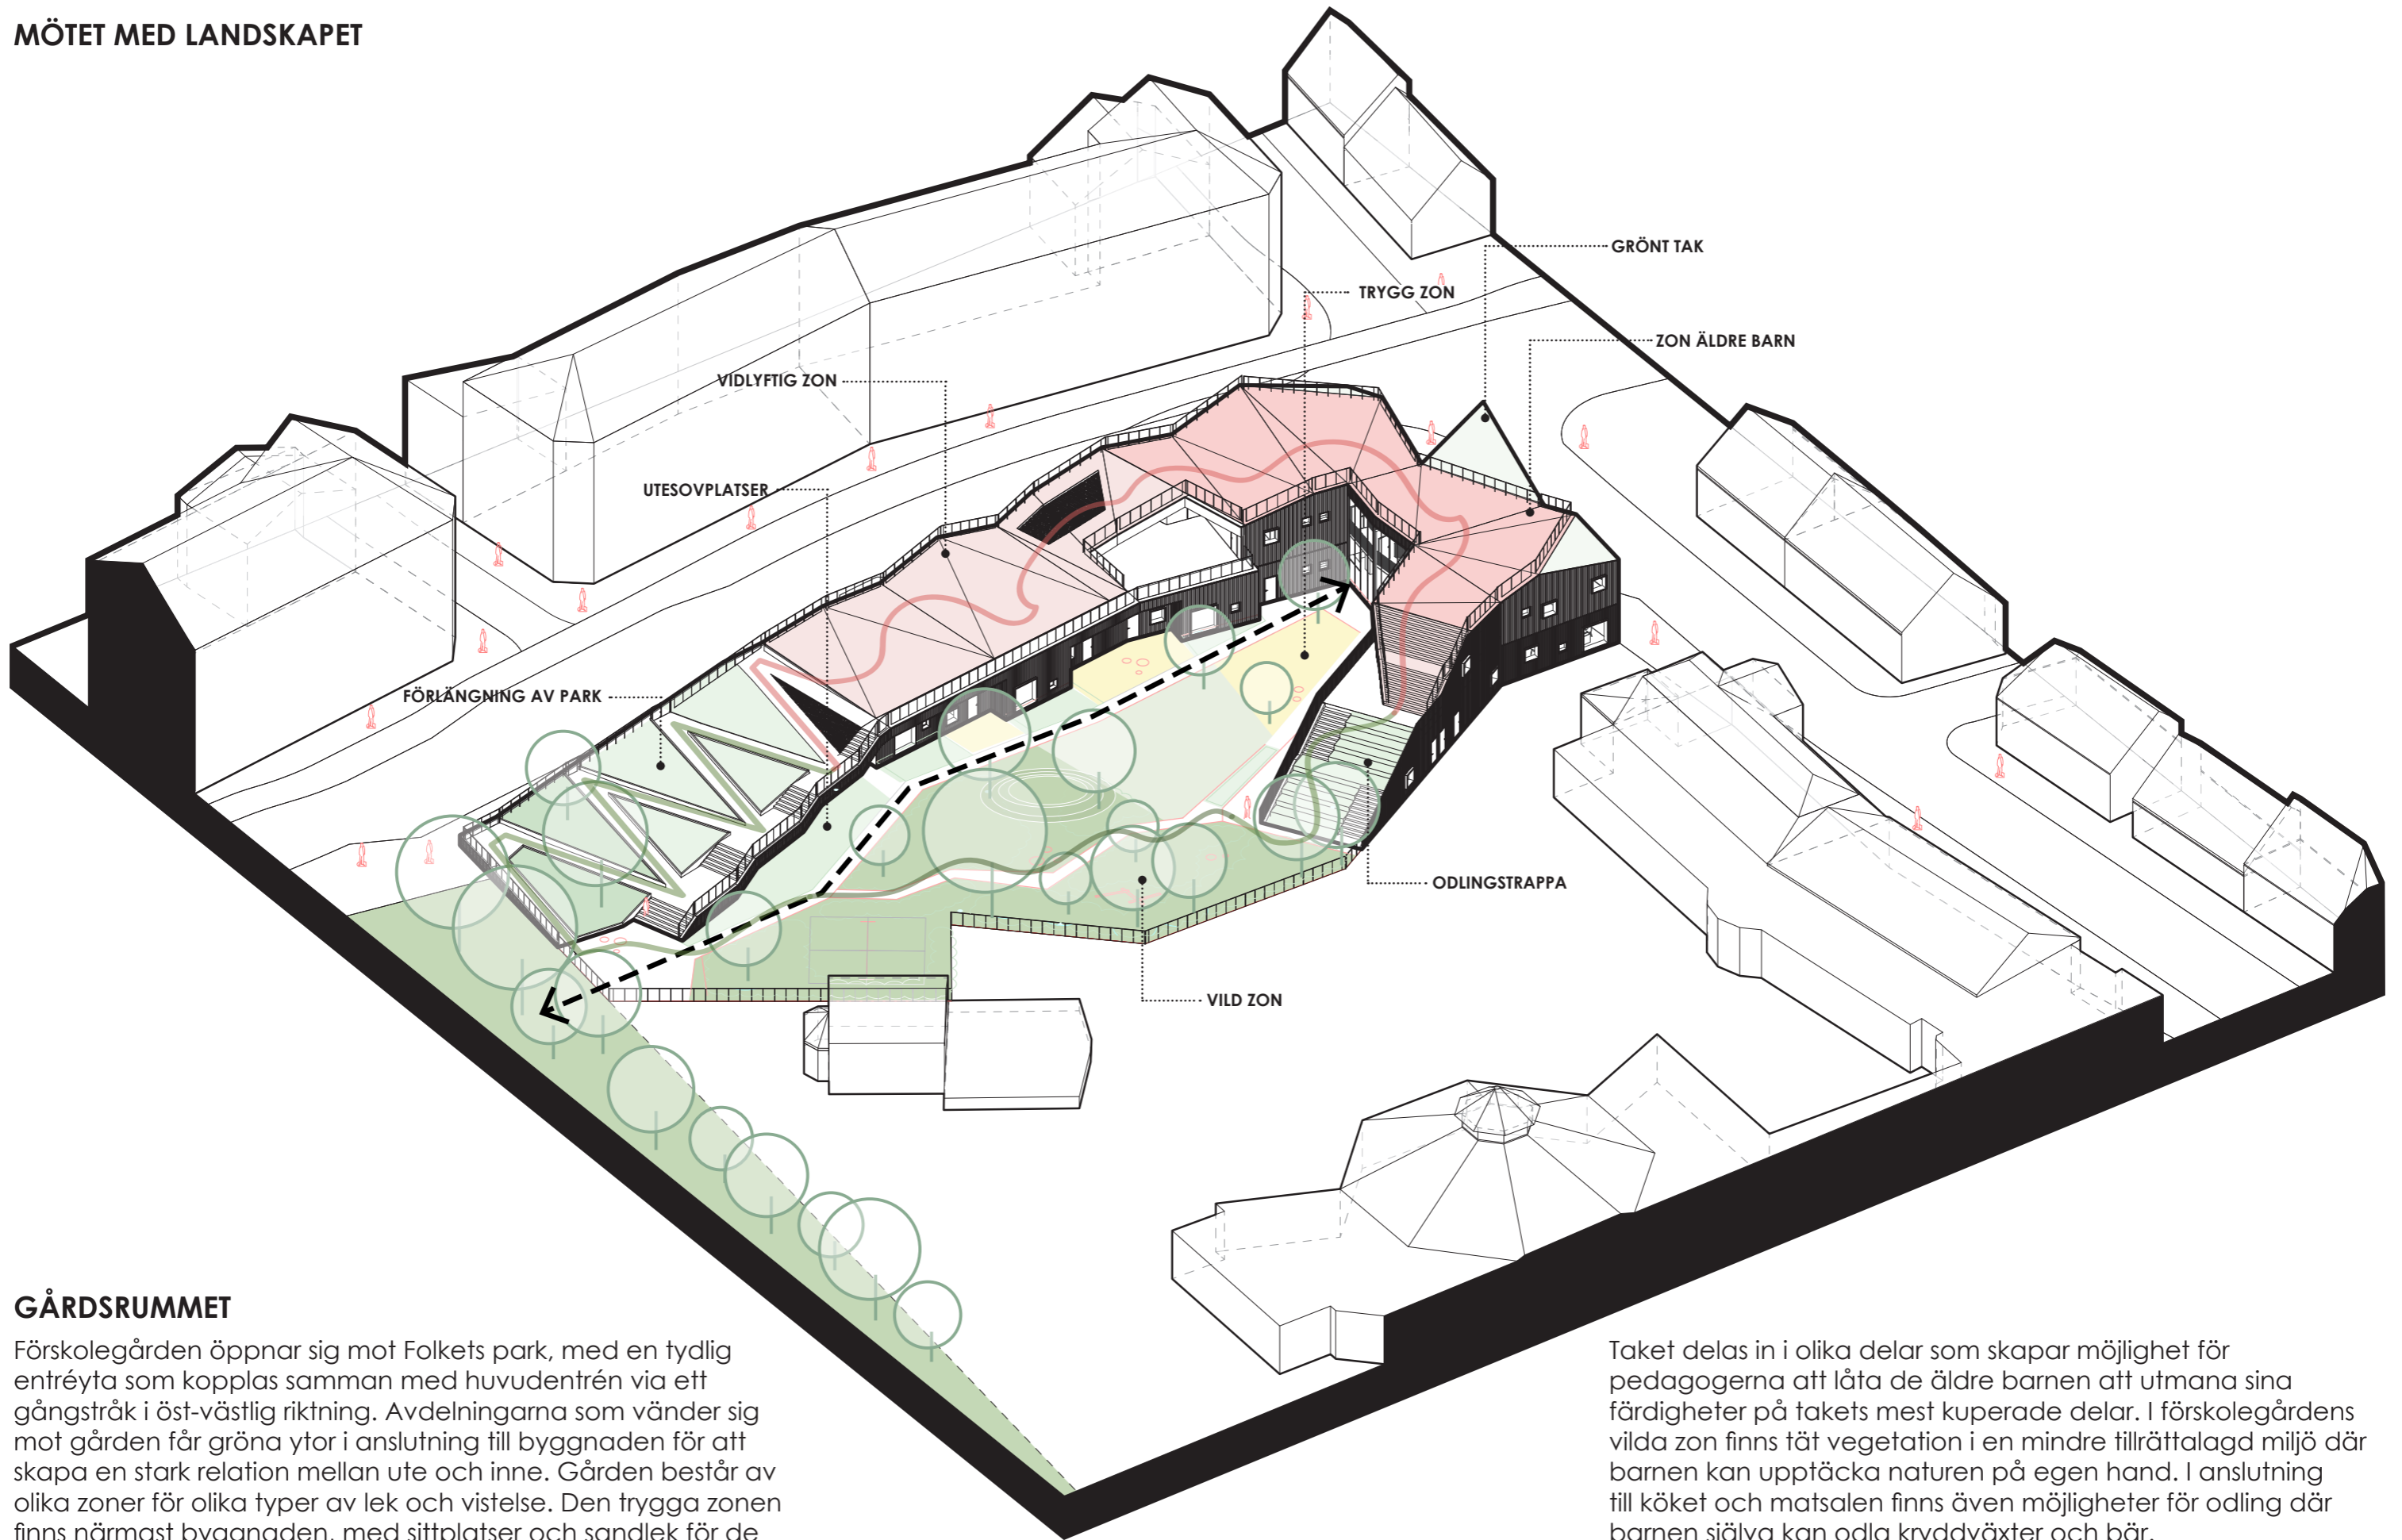 MÖTET MED LANDSKAPET
GRÖNT TAK
TRYGG ZON
ZON ÄLDRE BARN
VIDLYFTIG ZON
UTESOVPLATSER
FÖRLÄNGNING AV PARK
ODLINGSTRAPPA
VILD ZON
GÅRDSRUMMET
Förskolegården öppnar sig mot Folkets park, med en tydlig
entréyta som kopplas samman med huvudentrén via ett
gångstråk i öst-västlig riktning. Avdelningarna som vänder sig
mot gården får gröna ytor i anslutning till byggnaden för att
skapa en stark relation mellan ute och inne. Gården består av
olika zoner för olika typer av lek och vistelse. Den trygga zonen
finns närmast byggnaden, med sittplatser och sandlek för de
Taket delas in i olika delar som skapar möjlighet för
pedagogerna att låta de äldre barnen att utmana sina
färdigheter på takets mest kuperade delar. I förskolegårdens
vilda zon finns tät vegetation i en mindre tillrättalagd miljö där
barnen kan upptäcka naturen på egen hand. I anslutning
till köket och matsalen finns även möjligheter för odling där
barnen själva kan odla kryddväxter och bär.